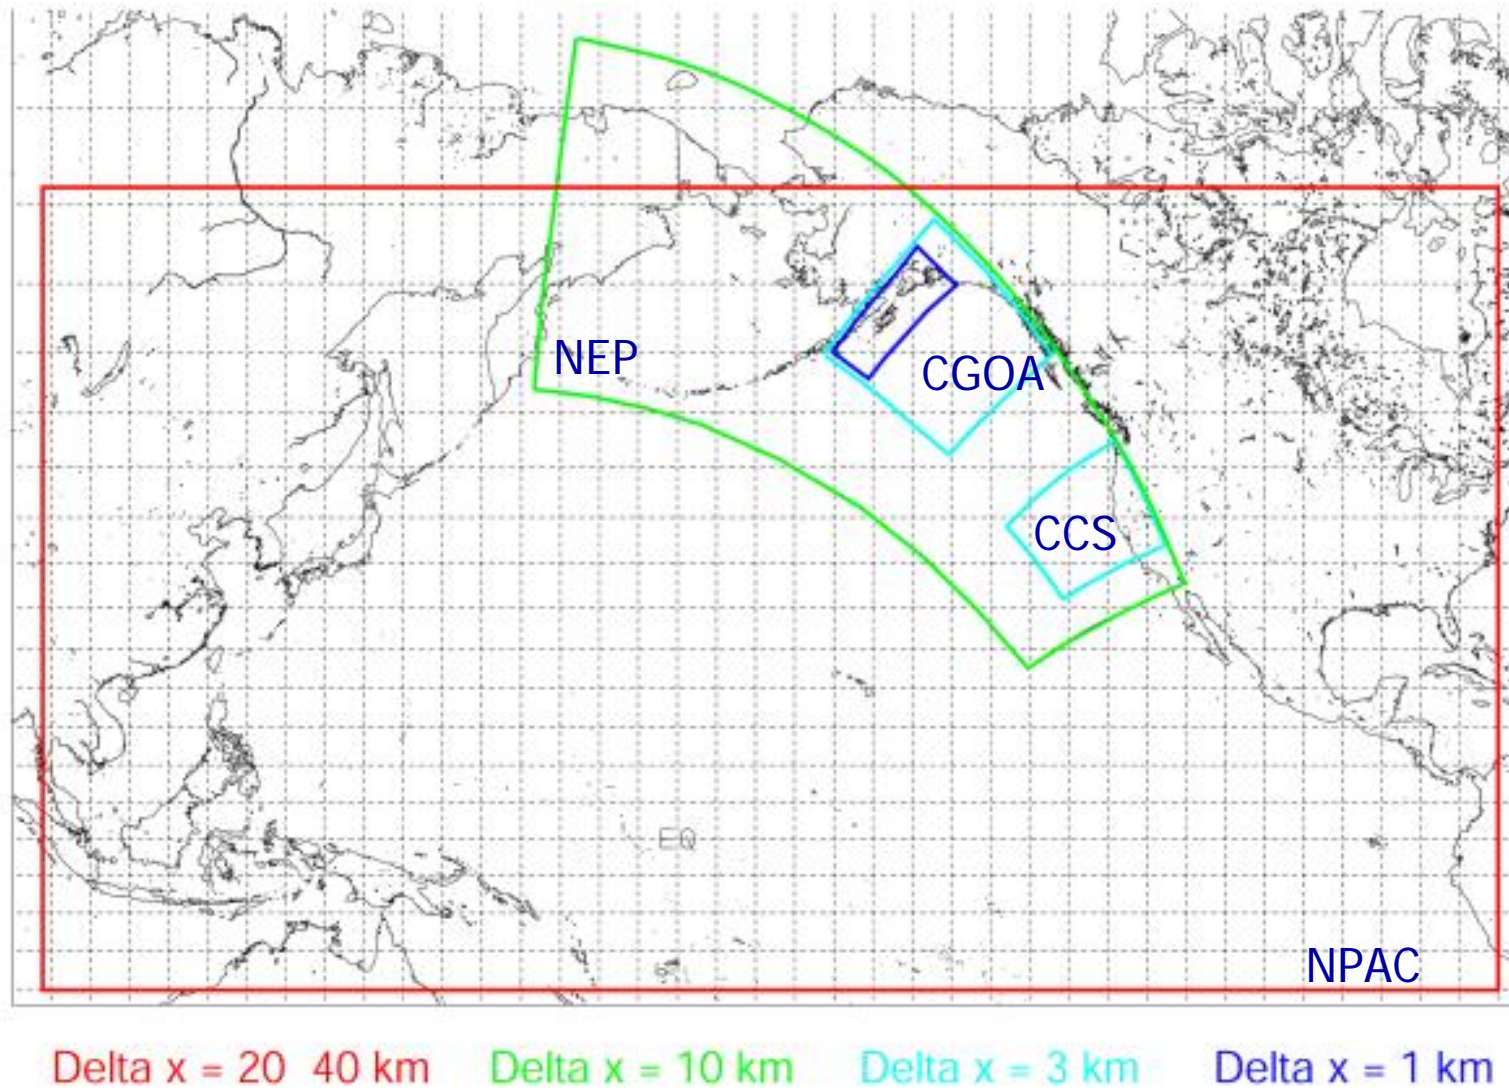 NEP
CGOA
CCS
EQ
NPAC
Delta x = 20 40 km Delta x = 10 km Delta x = 3 km Delta x = 1 km